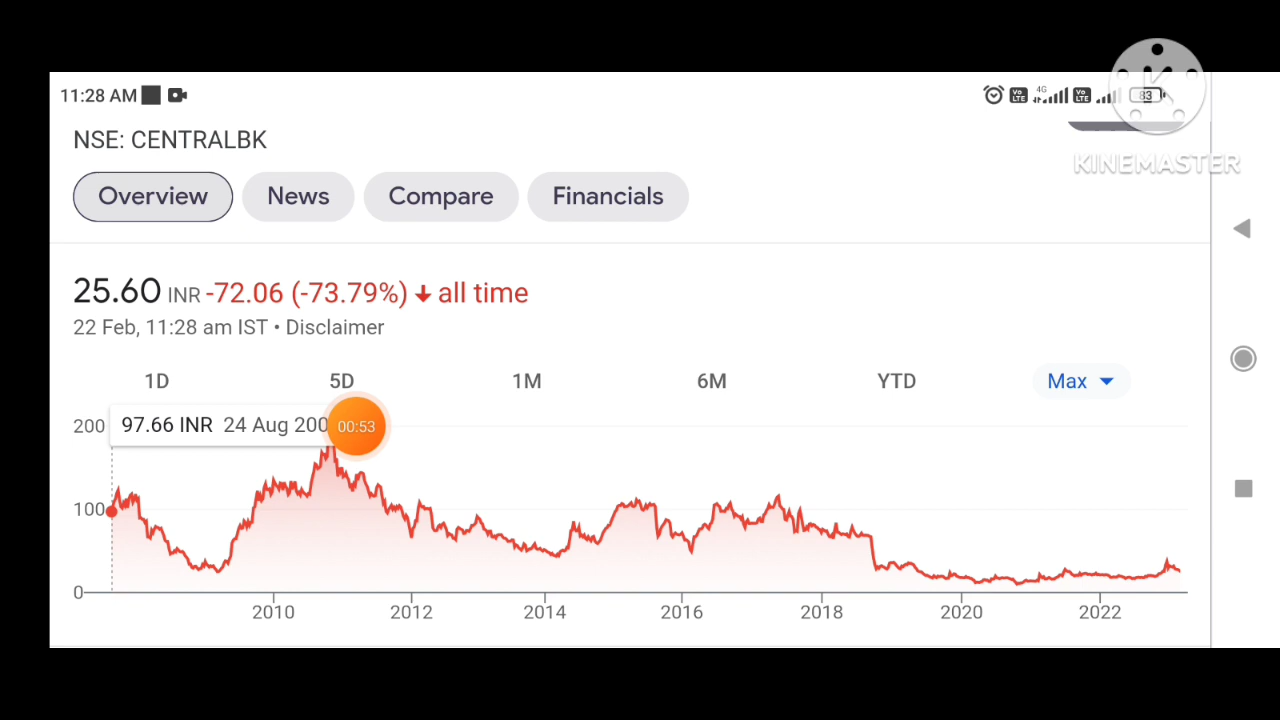 11:28 AM 4G 83
KINEMASTER
NSE: CENTRALBK
Overview News Compare Financials
25.60 INR -72.06 (-73.79%) all time
22 Feb, 11:28 am IST • Disclaimer
1D 5D 1M 6M YTD Max
200 97.66 INR 24 Aug 200 00:53
100
0
2010 2012 2014 2016 2018 2020 2022